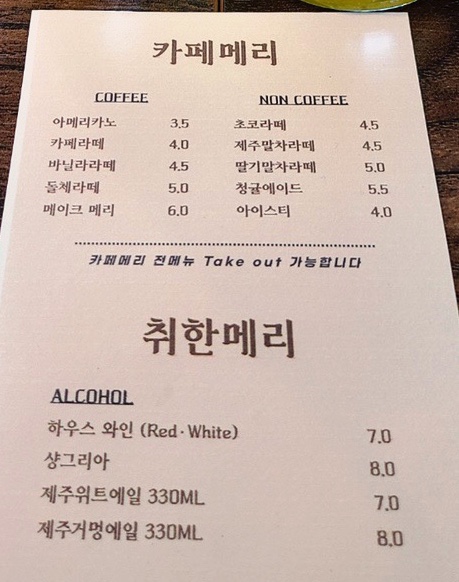 카페메리
COFFEE
아메리카노 3.5
카페라떼 4.0
바닐라라떼 4.5
돌체라떼 5.0
메이크 메리 6.0
NON COFFEE
초코라떼 4.5
제주말차라떼 4.5
딸기말차라떼 5.0
청귤에이드 5.5
아이스티 4.0
카페메리 전메뉴 Take out 가능합니다
취한메리
ALCOHOL
하우스 와인 (Red·White) 7.0
샹그리아 8.0
제주위트에일 330ML 7.0
제주거멍에일 330ML 8.0